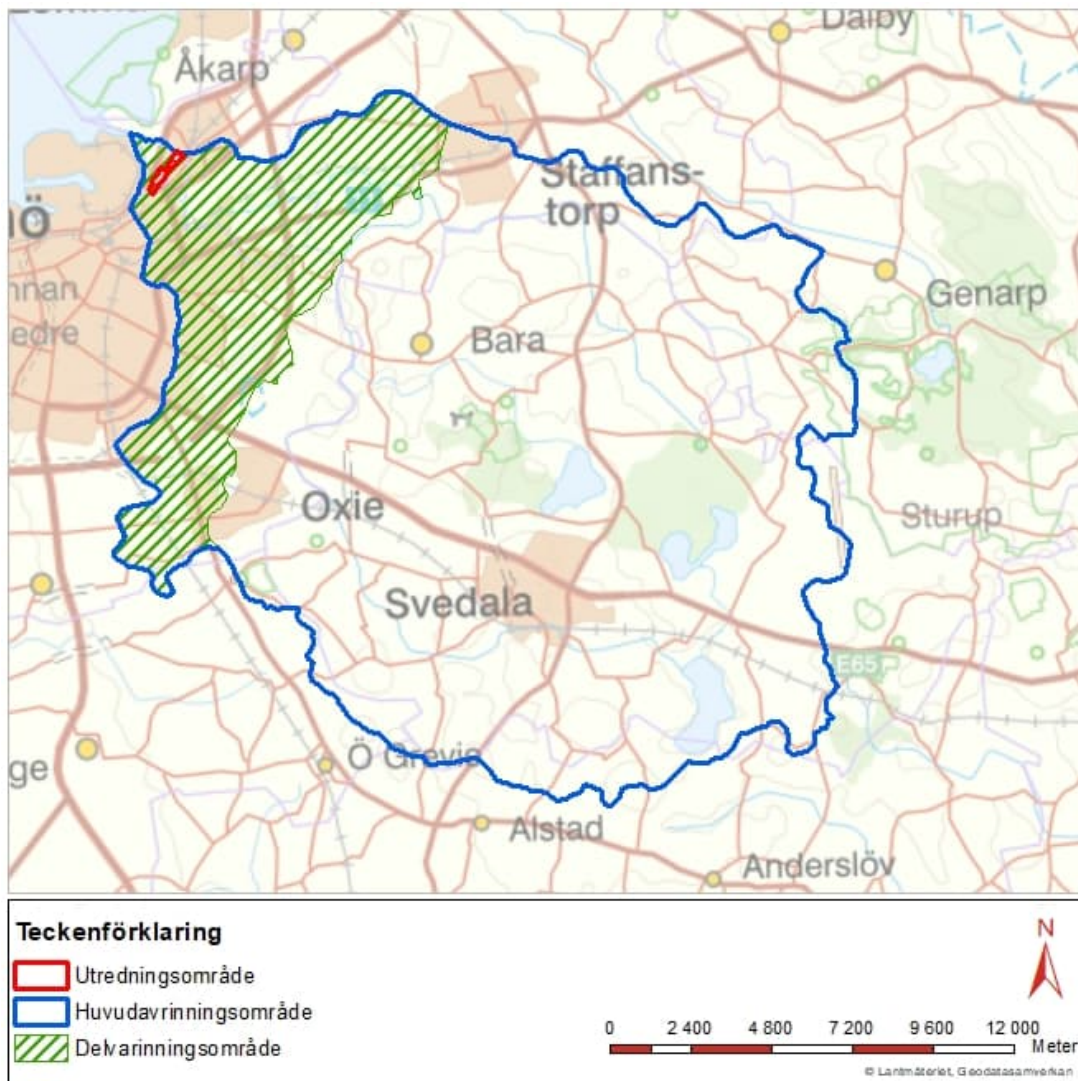 Dalby
Åkarp
Staffans-
torp
Ö
nnan
edre
Genarp
Bara
Oxie
Sturup
Svedala
E65
Ö Grevie
ge
Alstad
Anderslöv
Teckenförklaring
Utredningsområde
Huvudavrinningsområde
Delvarinningsområde
N
0 2 400 4 800 7 200 9 600 12 000
Meter
© Lantmäteriet, Geodatasamverkan